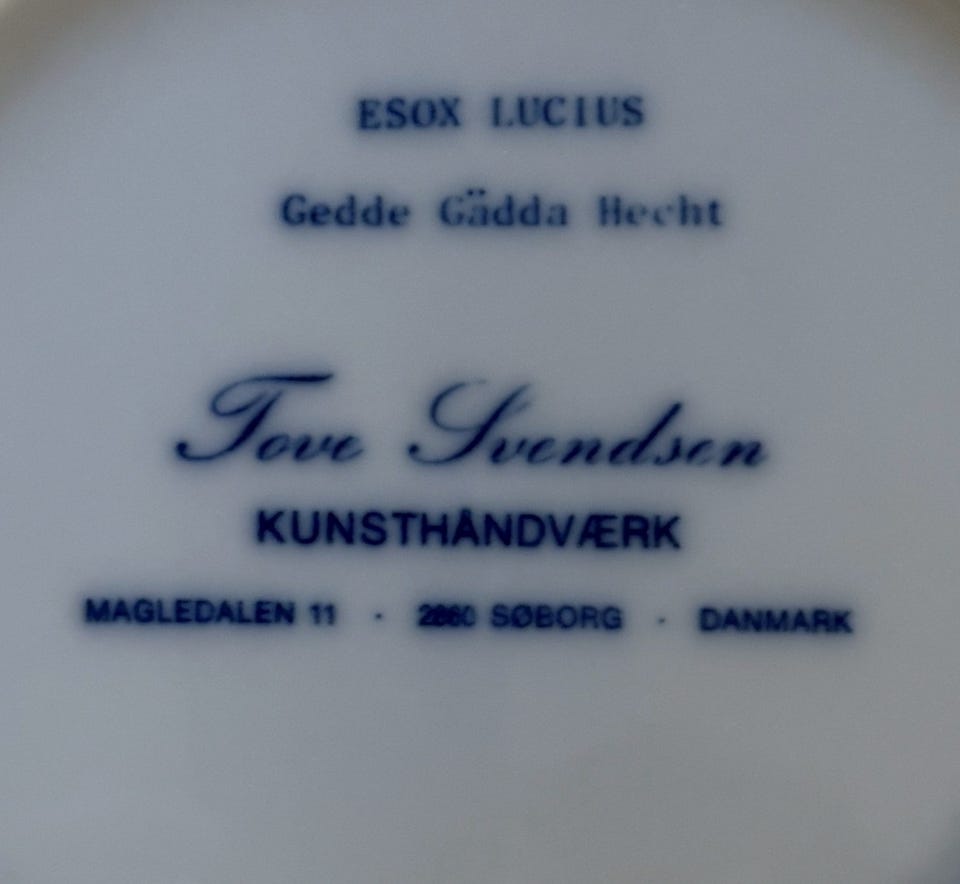 ESOX LUCIUS
Gedde Gädda Hecht
Tove Svendsen
KUNSTHÅNDVÆRK
MAGLEDALEN 11 · 2860 SØBORG · DANMARK